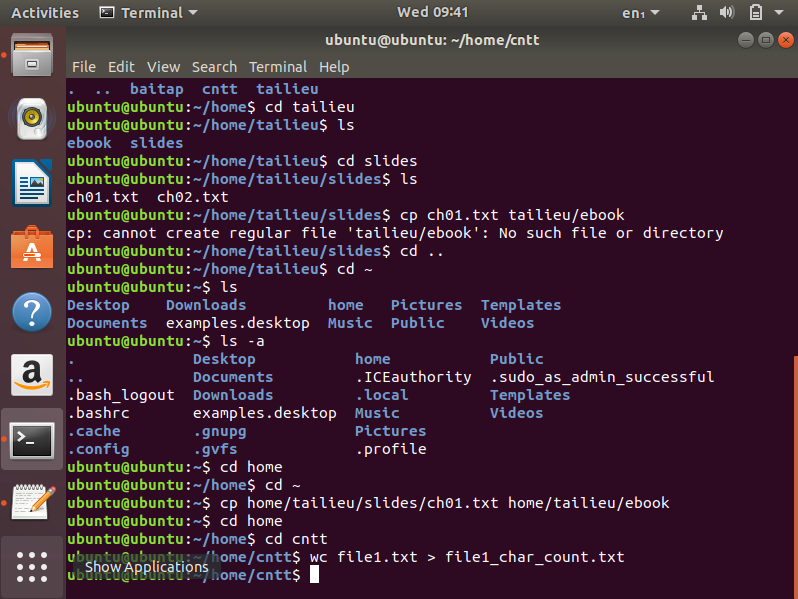 Activities Terminal Wed 09:41 en₁
ubuntu@ubuntu: ~/home/cntt
File Edit View Search Terminal Help
. .. baitap cntt tailieu
ubuntu@ubuntu:~/home$ cd tailieu
ubuntu@ubuntu:~/home/tailieu$ ls
ebook slides
ubuntu@ubuntu:~/home/tailieu$ cd slides
ubuntu@ubuntu:~/home/tailieu/slides$ ls
ch01.txt ch02.txt
ubuntu@ubuntu:~/home/tailieu/slides$ cp ch01.txt tailieu/ebook
cp: cannot create regular file 'tailieu/ebook': No such file or directory
ubuntu@ubuntu:~/home/tailieu/slides$ cd ..
ubuntu@ubuntu:~/home/tailieu$ cd ~
ubuntu@ubuntu:~$ ls
Desktop Downloads home Pictures Templates
Documents examples.desktop Music Public Videos
ubuntu@ubuntu:~$ ls -a
. Desktop home Public
.. Documents .ICEauthority .sudo_as_admin_successful
.bash_logout Downloads .local Templates
.bashrc examples.desktop Music Videos
.cache .gnupg Pictures
.config .gvfs .profile
ubuntu@ubuntu:~$ cd home
ubuntu@ubuntu:~/home$ cd ~
ubuntu@ubuntu:~$ cp home/tailieu/slides/ch01.txt home/tailieu/ebook
ubuntu@ubuntu:~$ cd home
ubuntu@ubuntu:~/home$ cd cntt
ubuntu@ubuntu:~/home/cntt$ wc file1.txt > file1_char_count.txt
Show Applications
ubuntu@ubuntu:~/home/cntt$